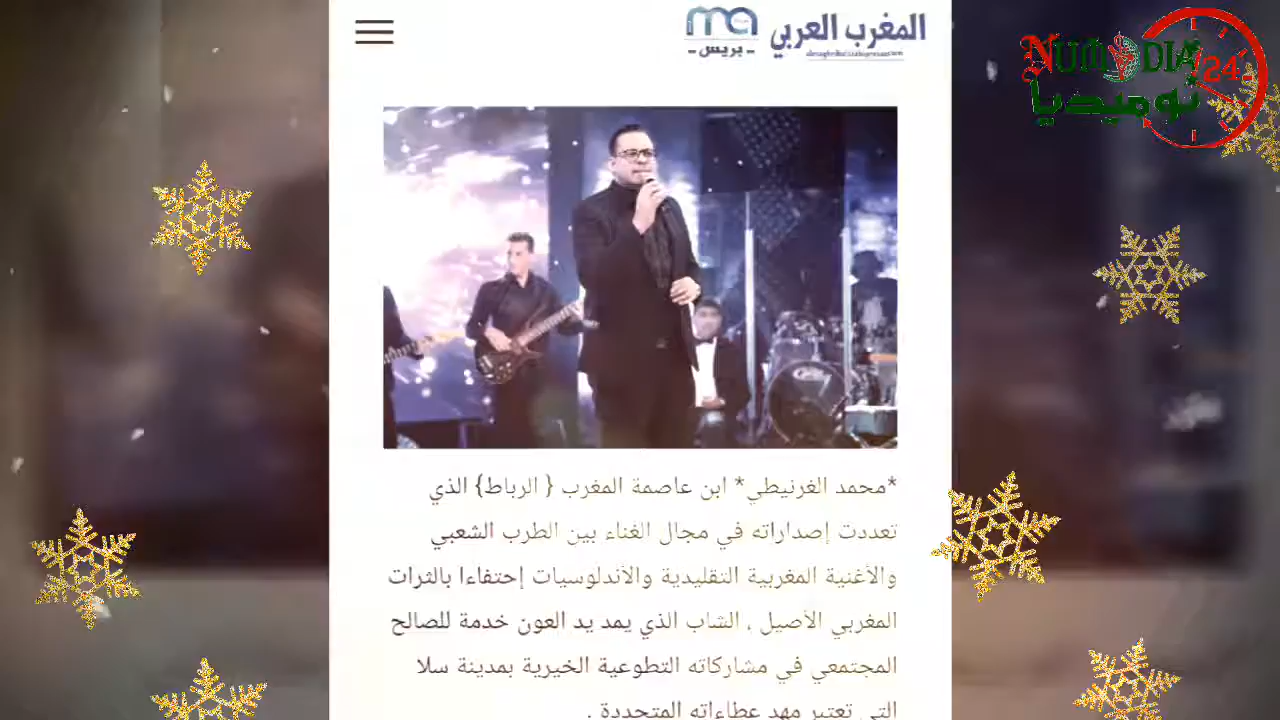 المغرب العربي
ma
- بريس -
NUMIDIA 24
نوميديا
*محمد الغرنيطي* ابن عاصمة المغرب { الرباط} الذي
تعددت إصداراته في مجال الغناء بين الطرب الشعبي
والأغنية المغربية التقليدية والأندلوسيات إحتفاءا بالثرات
المغربي الأصيل ، الشاب الذي يمد يد العون خدمة للصالح
المجتمعي في مشاركاته التطوعية الخيرية بمدينة سلا
التي تعتبر مهد عطاءاته المتجددة .